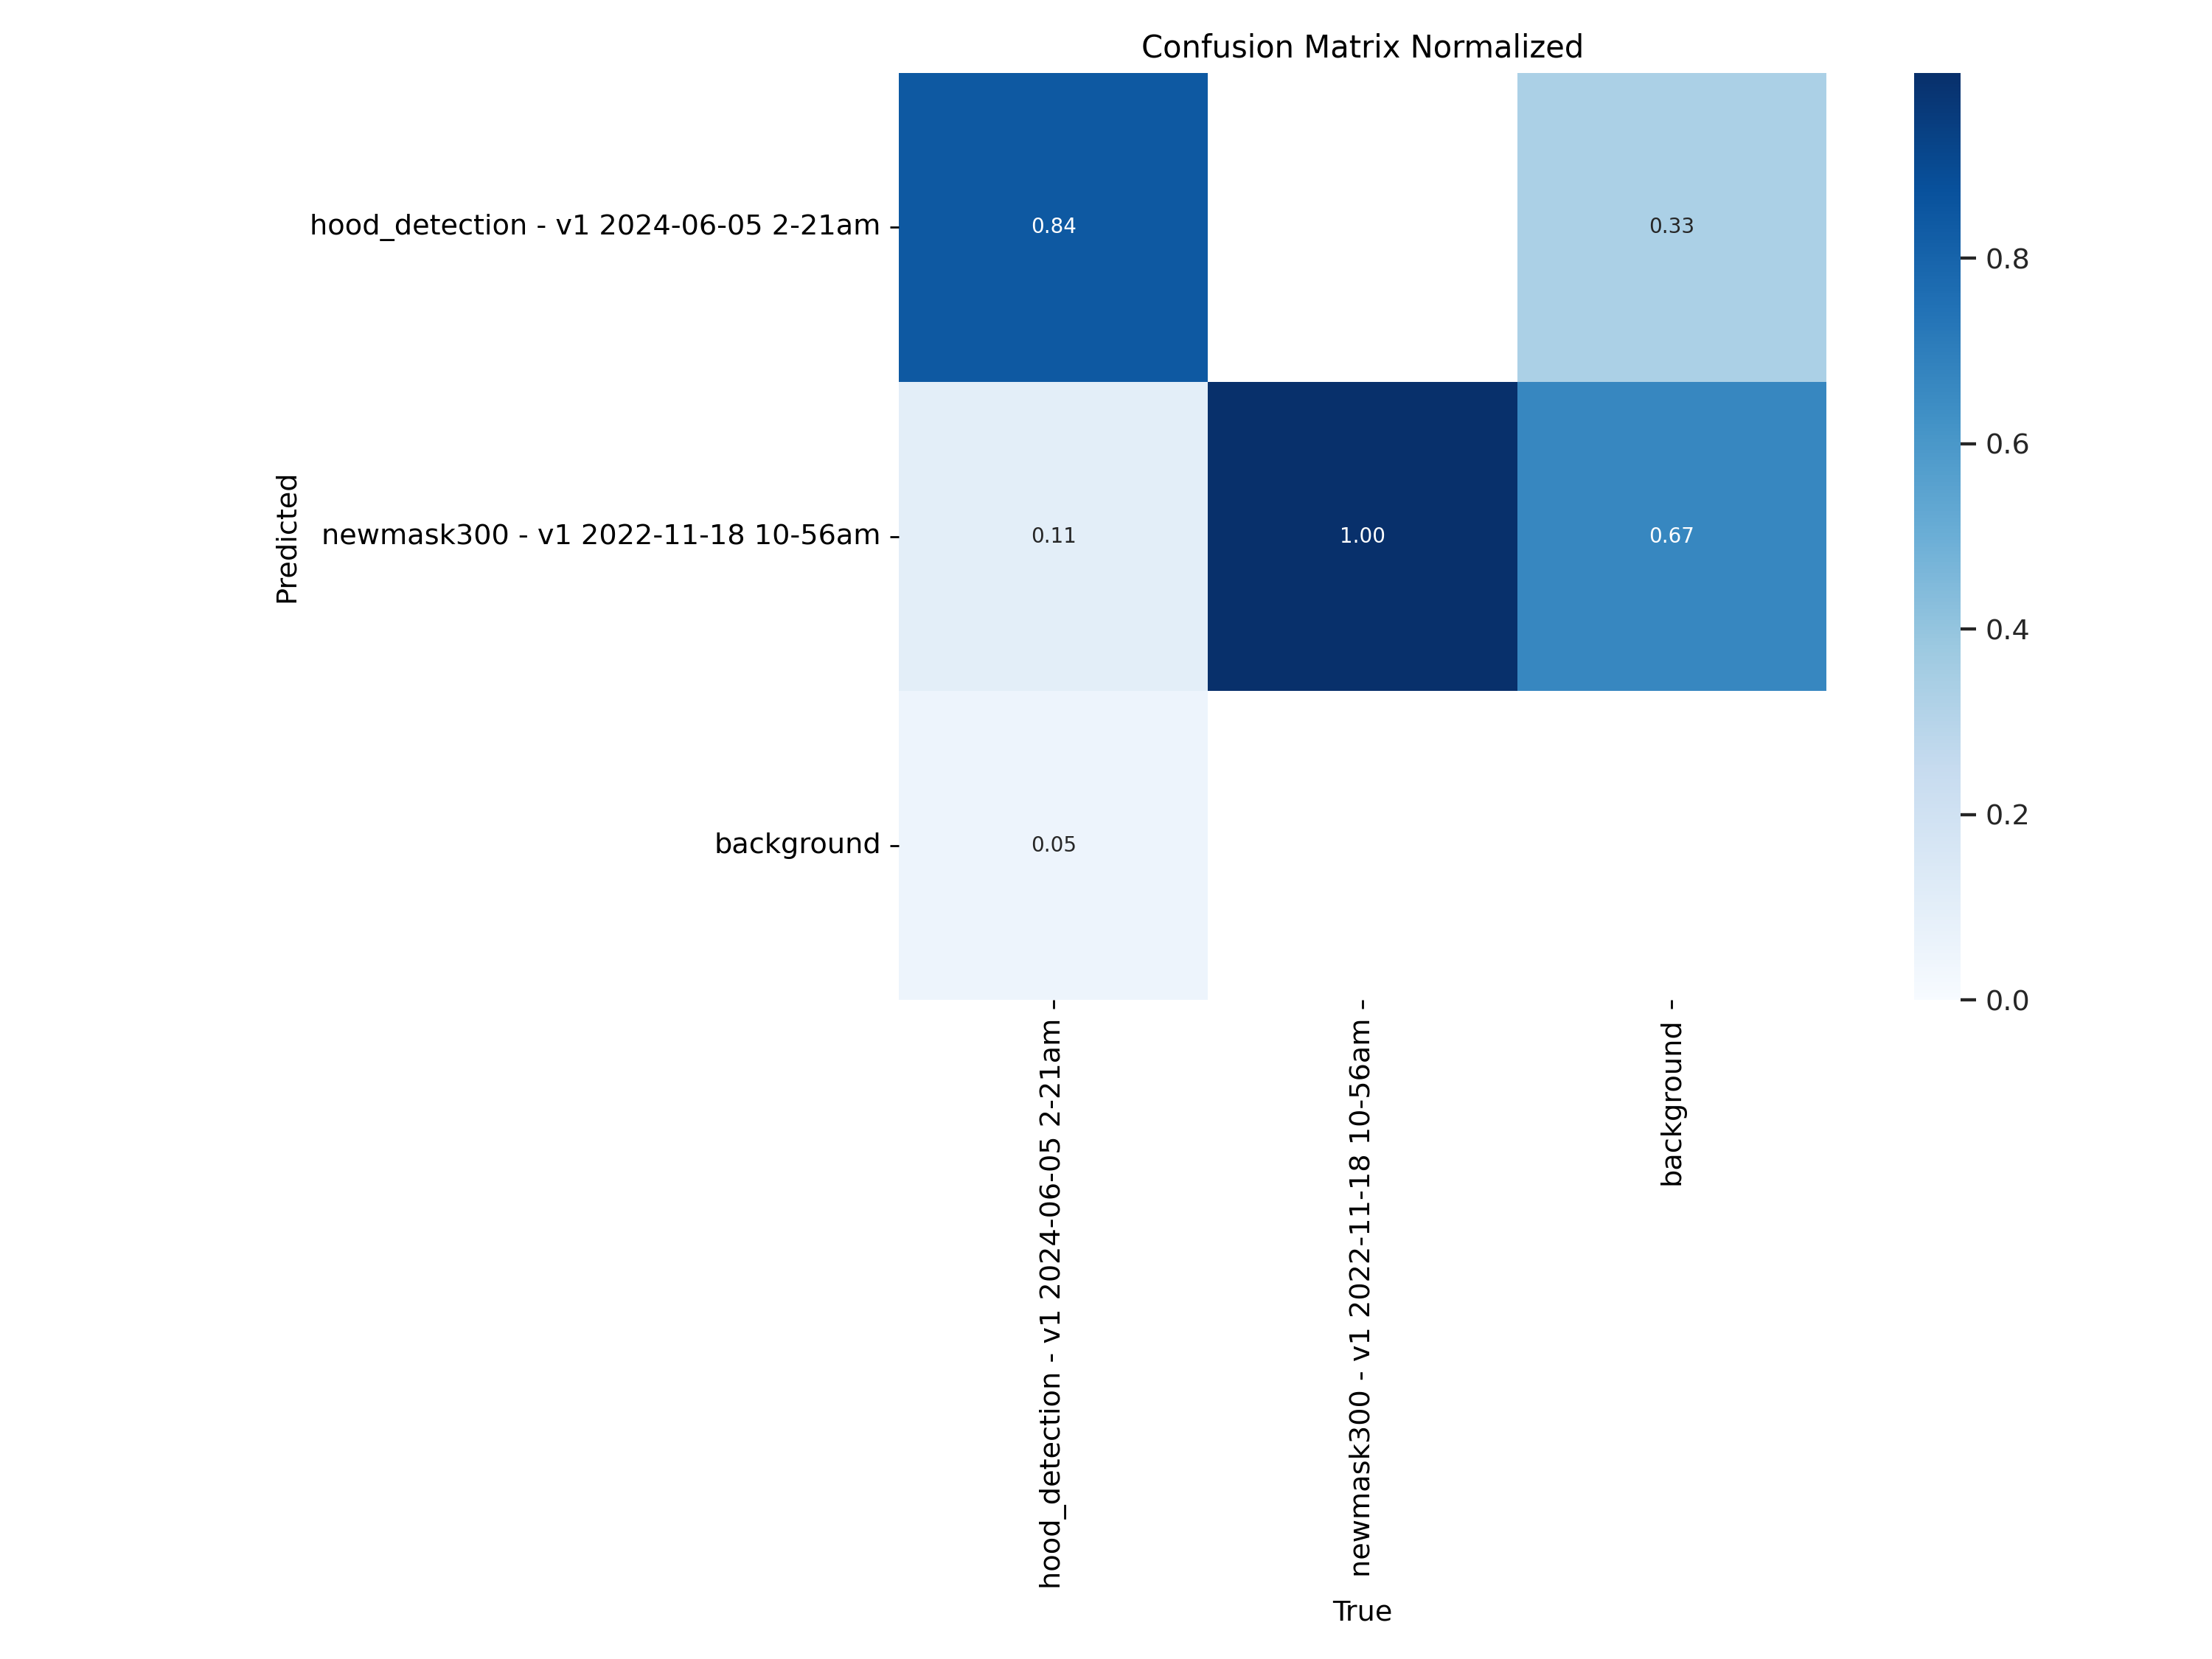 Confusion Matrix Normalized
hood_detection - v1 2024-06-05 2-21am
0.84
0.33
newmask300 - v1 2022-11-18 10-56am
0.11
1.00
0.67
background
0.05
Predicted
hood_detection - v1 2024-06-05 2-21am
newmask300 - v1 2022-11-18 10-56am
background
True
0.8
0.6
0.4
0.2
0.0